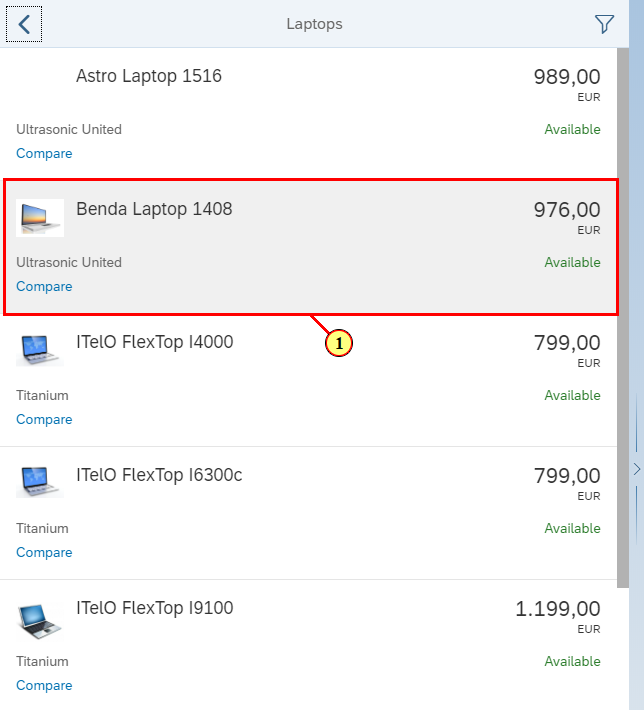 Laptops
Astro Laptop 1516
989,00
EUR
Ultrasonic United
Available
Compare
Benda Laptop 1408
976,00
EUR
Ultrasonic United
Available
Compare
1
ITelO FlexTop I4000
799,00
EUR
Titanium
Available
Compare
ITelO FlexTop I6300c
799,00
EUR
Titanium
Available
Compare
ITelO FlexTop I9100
1.199,00
EUR
Titanium
Available
Compare